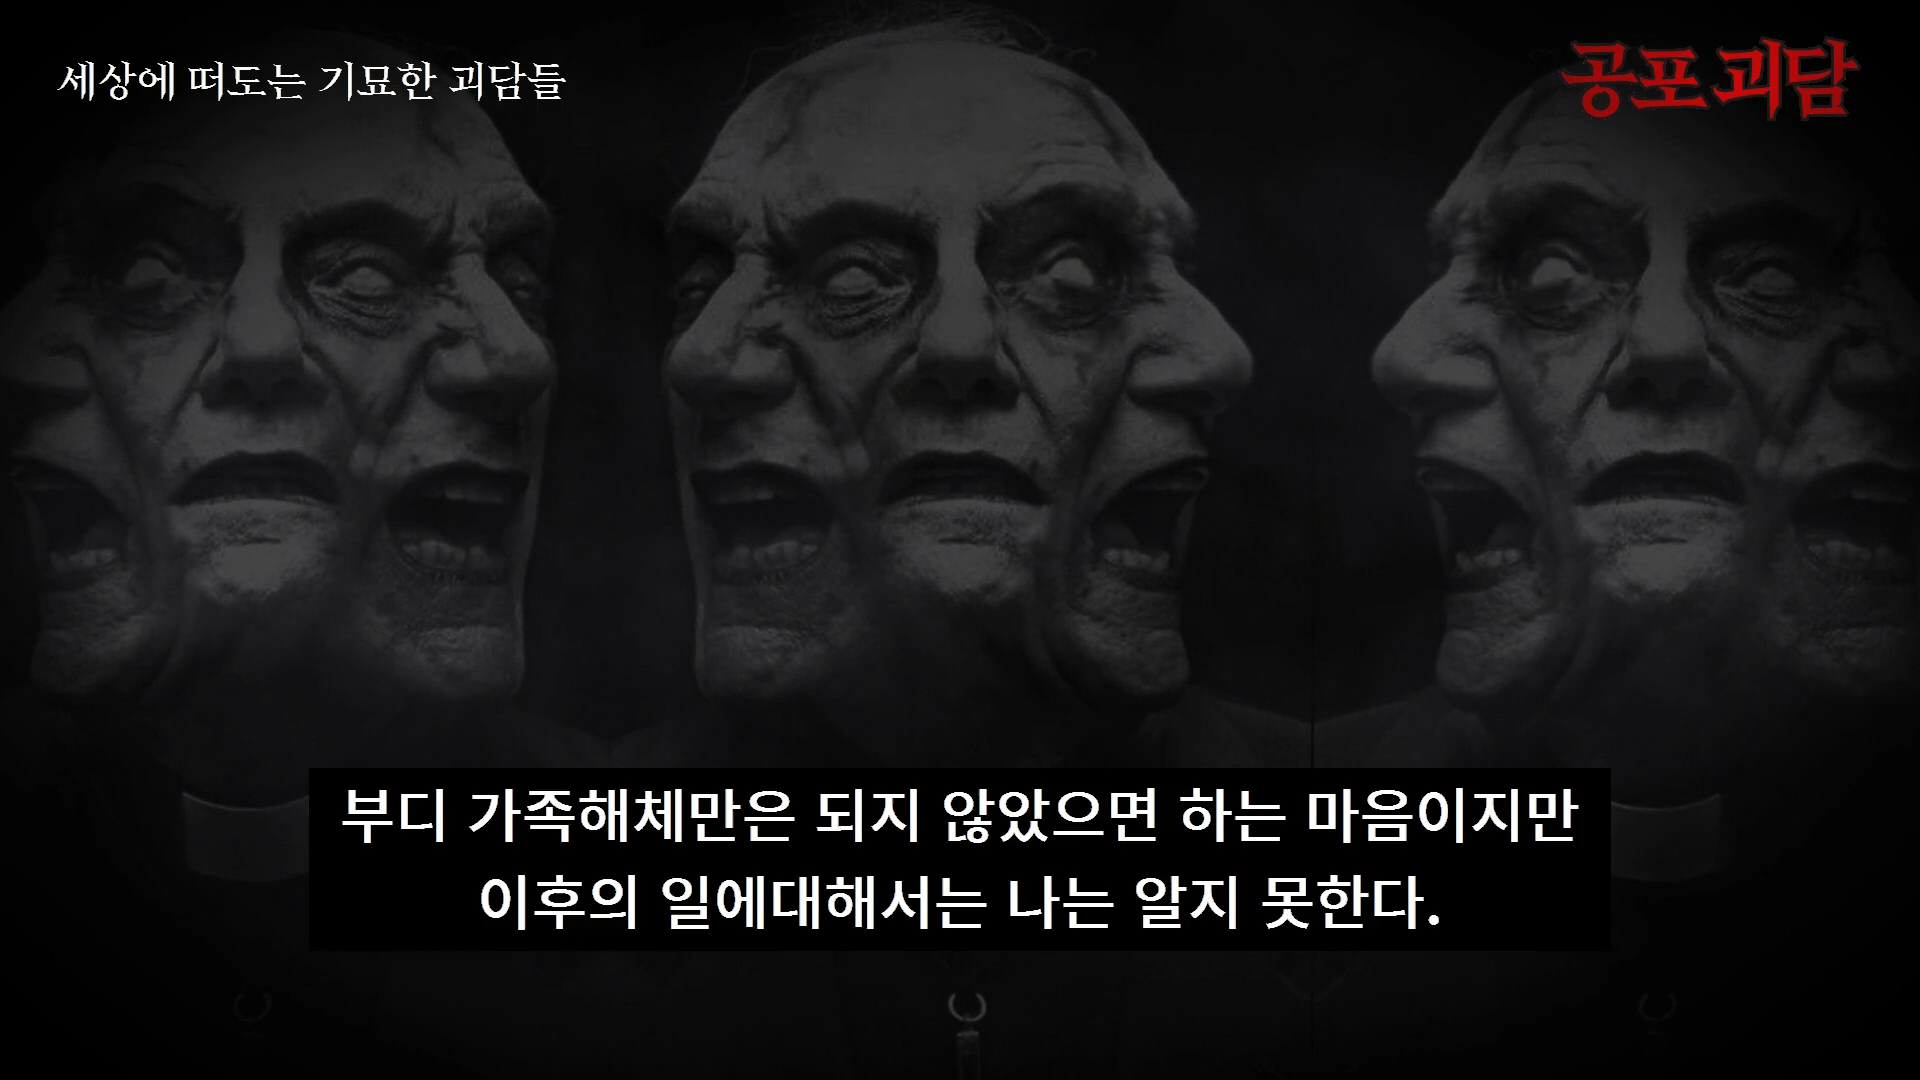 세상에 떠도는 기묘한 괴담들
공포괴담
부디 가족해체만은 되지 않았으면 하는 마음이지만
이후의 일에대해서는 나는 알지 못한다.